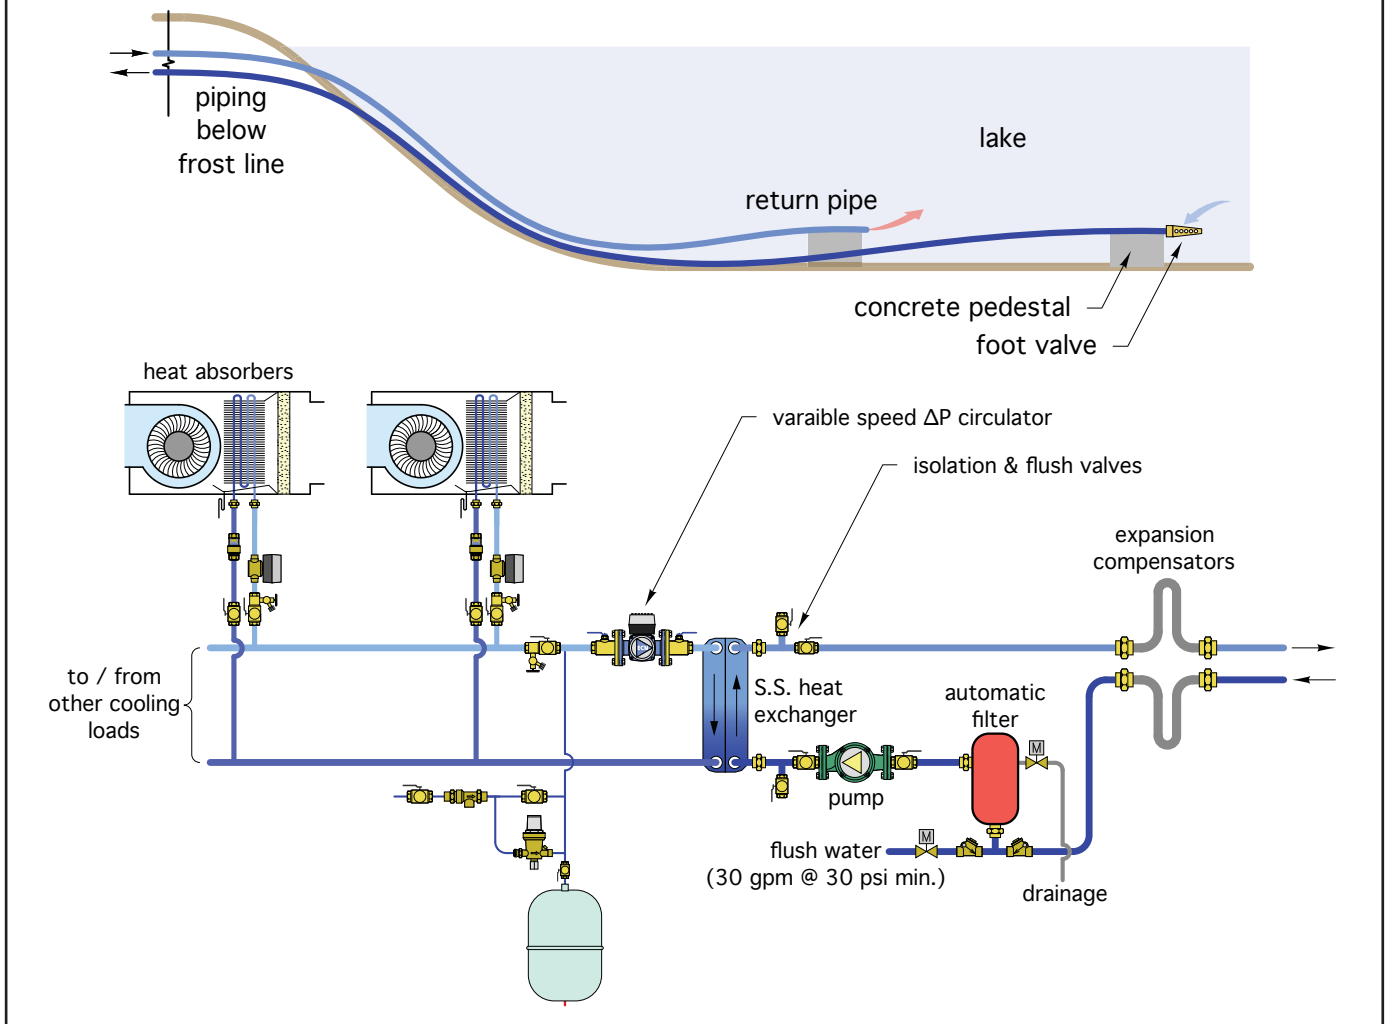 piping
below
frost line
lake
return pipe
concrete pedestal
foot valve
heat absorbers
varaible speed ΔP circulator
isolation & flush valves
expansion
compensators
to / from
other cooling
loads
S.S. heat
exchanger
automatic
filter
M
pump
M
flush water
(30 gpm @ 30 psi min.)
drainage